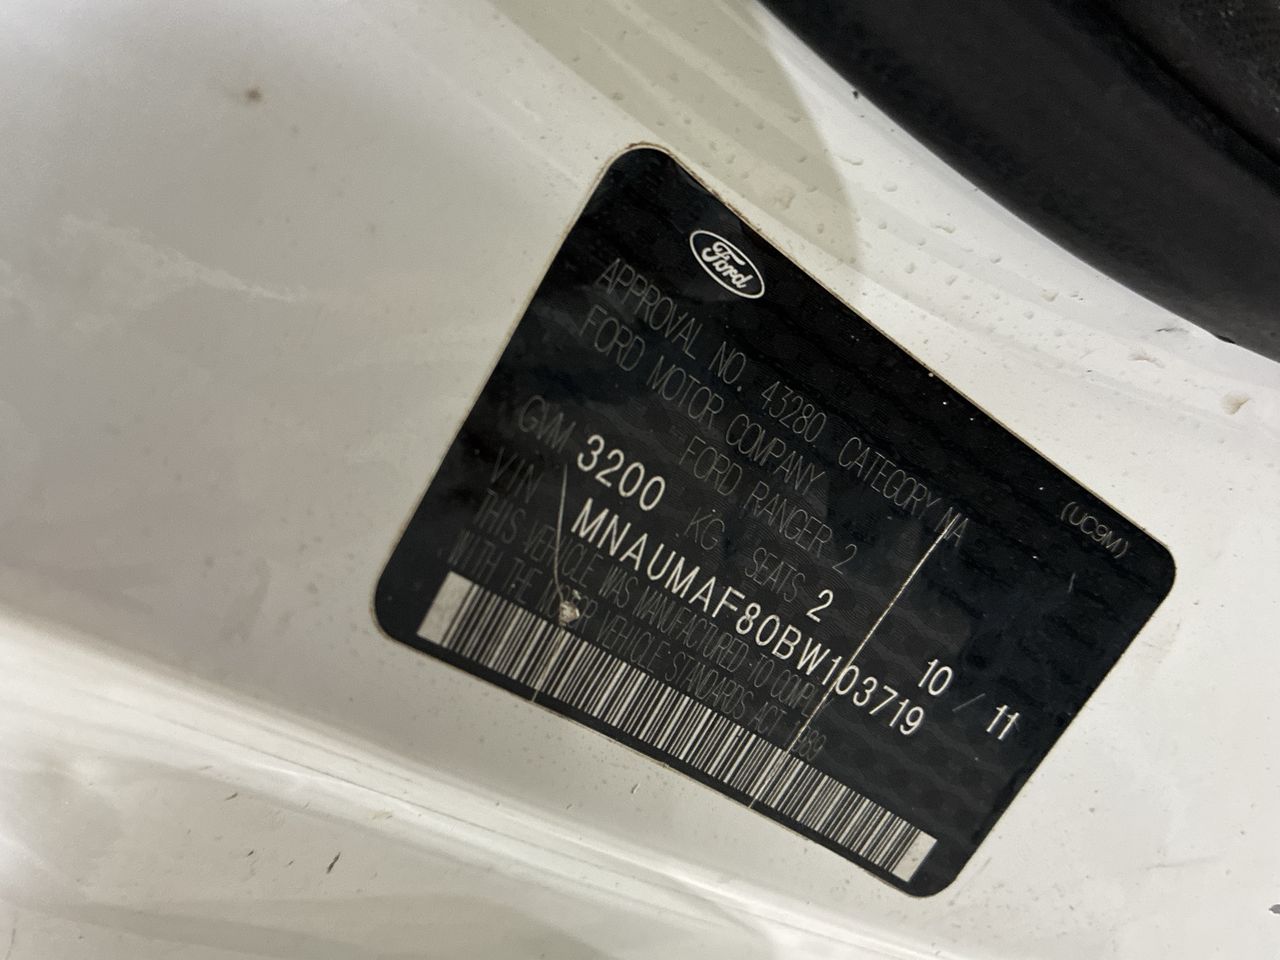 Ford
APPROVAL NO. 43280 CATEGORY NA (UC9M)
FORD MOTOR COMPANY
FORD RANGER 2
GVM 3200 KG SEATS 2 10 / 11
VIN MNAUMAF80BW103719
THIS VEHICLE WAS MANUFACTURED TO COMPLY
WITH THE MOTOR VEHICLE STANDARDS ACT 1989